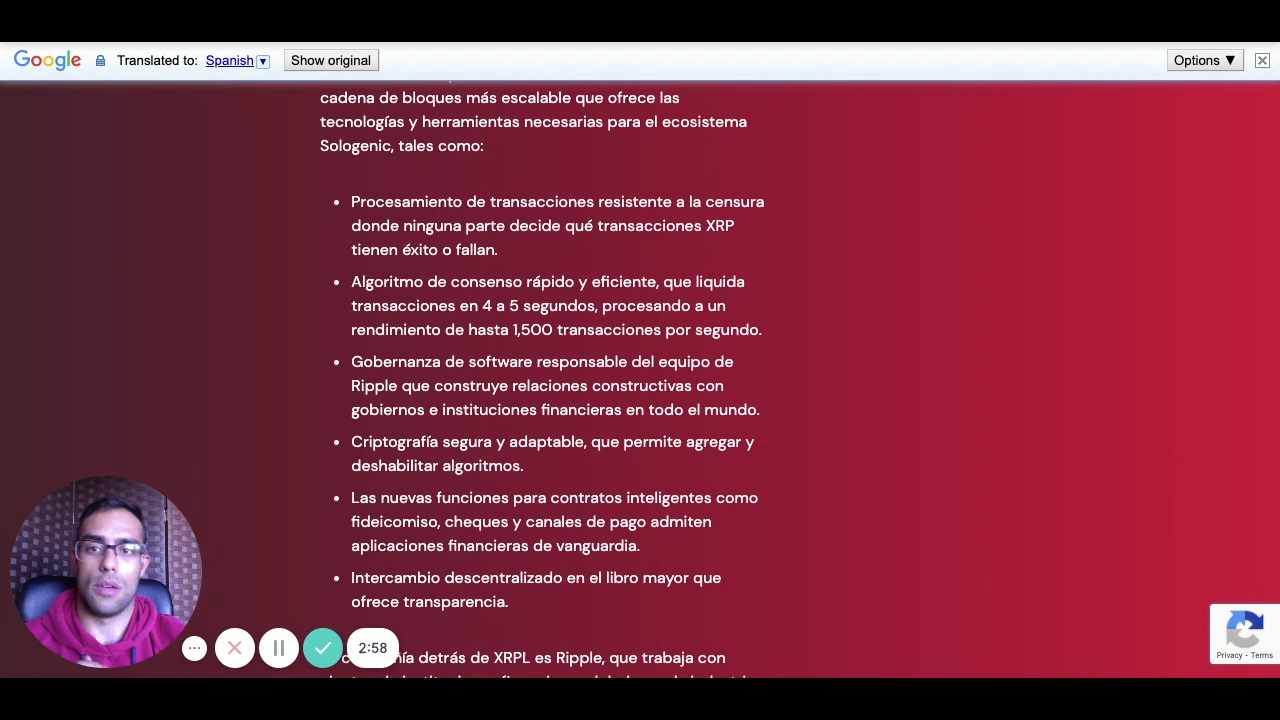 Google Translated to: Spanish ▼ Show original Options ▼
cadena de bloques más escalable que ofrece las
tecnologías y herramientas necesarias para el ecosistema
Sologenic, tales como:
• Procesamiento de transacciones resistente a la censura
donde ninguna parte decide qué transacciones XRP
tienen éxito o fallan.
• Algoritmo de consenso rápido y eficiente, que liquida
transacciones en 4 a 5 segundos, procesando a un
rendimiento de hasta 1,500 transacciones por segundo.
• Gobernanza de software responsable del equipo de
Ripple que construye relaciones constructivas con
gobiernos e instituciones financieras en todo el mundo.
• Criptografía segura y adaptable, que permite agregar y
deshabilitar algoritmos.
• Las nuevas funciones para contratos inteligentes como
fideicomiso, cheques y canales de pago admiten
aplicaciones financieras de vanguardia.
• Intercambio descentralizado en el libro mayor que
ofrece transparencia.
2:58
detrás de XRPL es Ripple, que trabaja con
Privacy - Terms